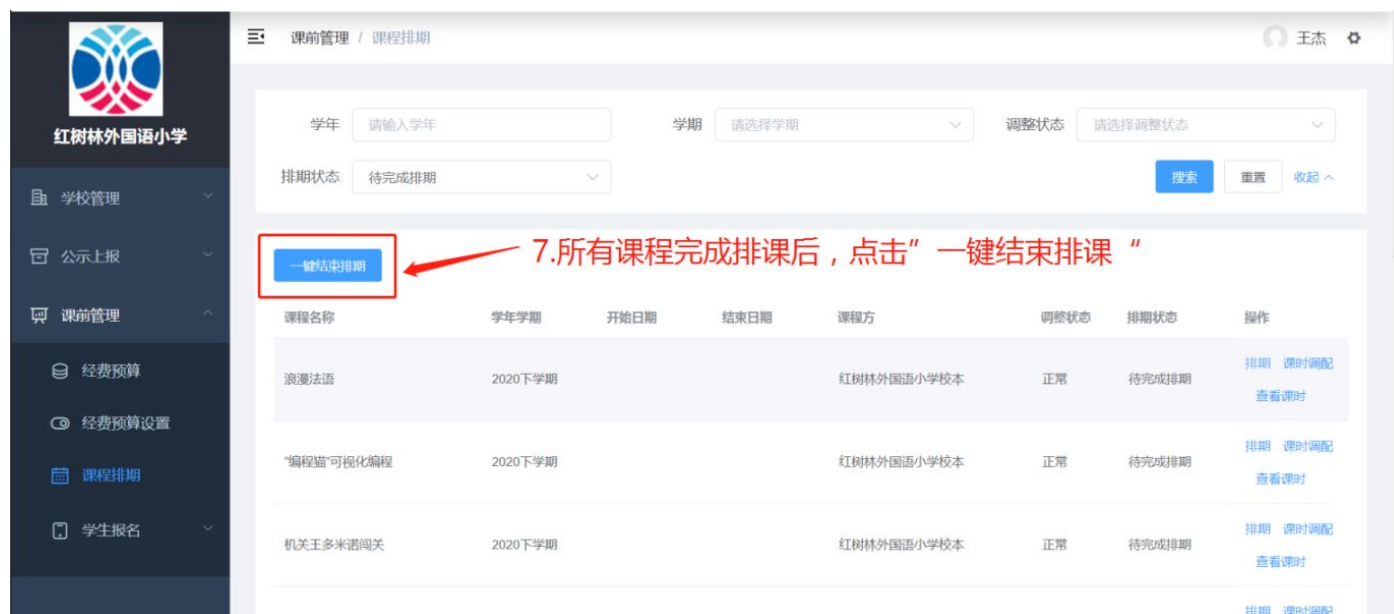 红树林外国语小学
学校管理
公示上报
课前管理
经费预算
经费预算设置
课程排期
学生报名
课前管理 / 课程排期
王杰
学年 请输入学年 学期 请选择学期 调整状态 请选择调整状态
排期状态 待完成排期 搜索 重置 收起
一键结束排期
7.所有课程完成排课后，点击”一键结束排课“
课程名称 学年学期 开始日期 结束日期 课程方 调整状态 排期状态 操作
浪漫法语 2020下学期 红树林外国语小学校本 正常 待完成排期 排期 课时调配
查看课时
“编程猫”可视化编程 2020下学期 红树林外国语小学校本 正常 待完成排期 排期 课时调配
查看课时
机关王多米诺闯关 2020下学期 红树林外国语小学校本 正常 待完成排期 排期 课时调配
查看课时
排期 课时调配